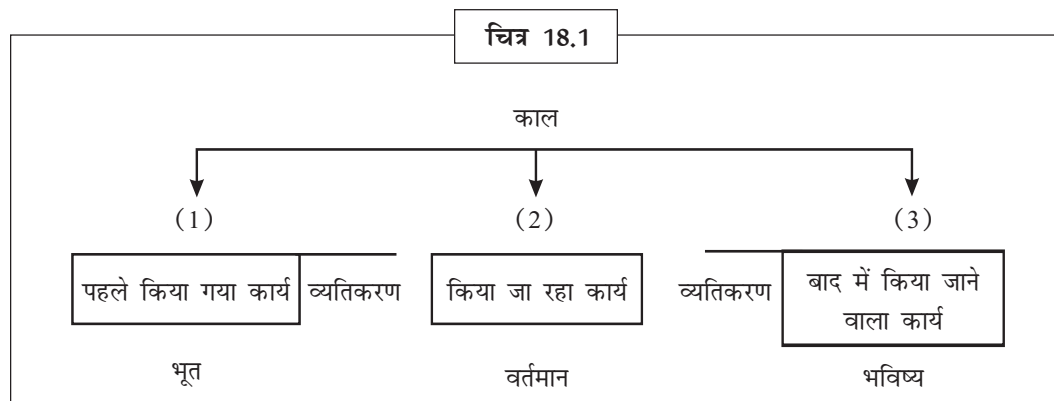 चित्र 18.1
काल
(1) (2) (3)
पहले किया गया कार्य व्यतिकरण किया जा रहा कार्य व्यतिकरण बाद में किया जाने
वाला कार्य
भूत वर्तमान भविष्य